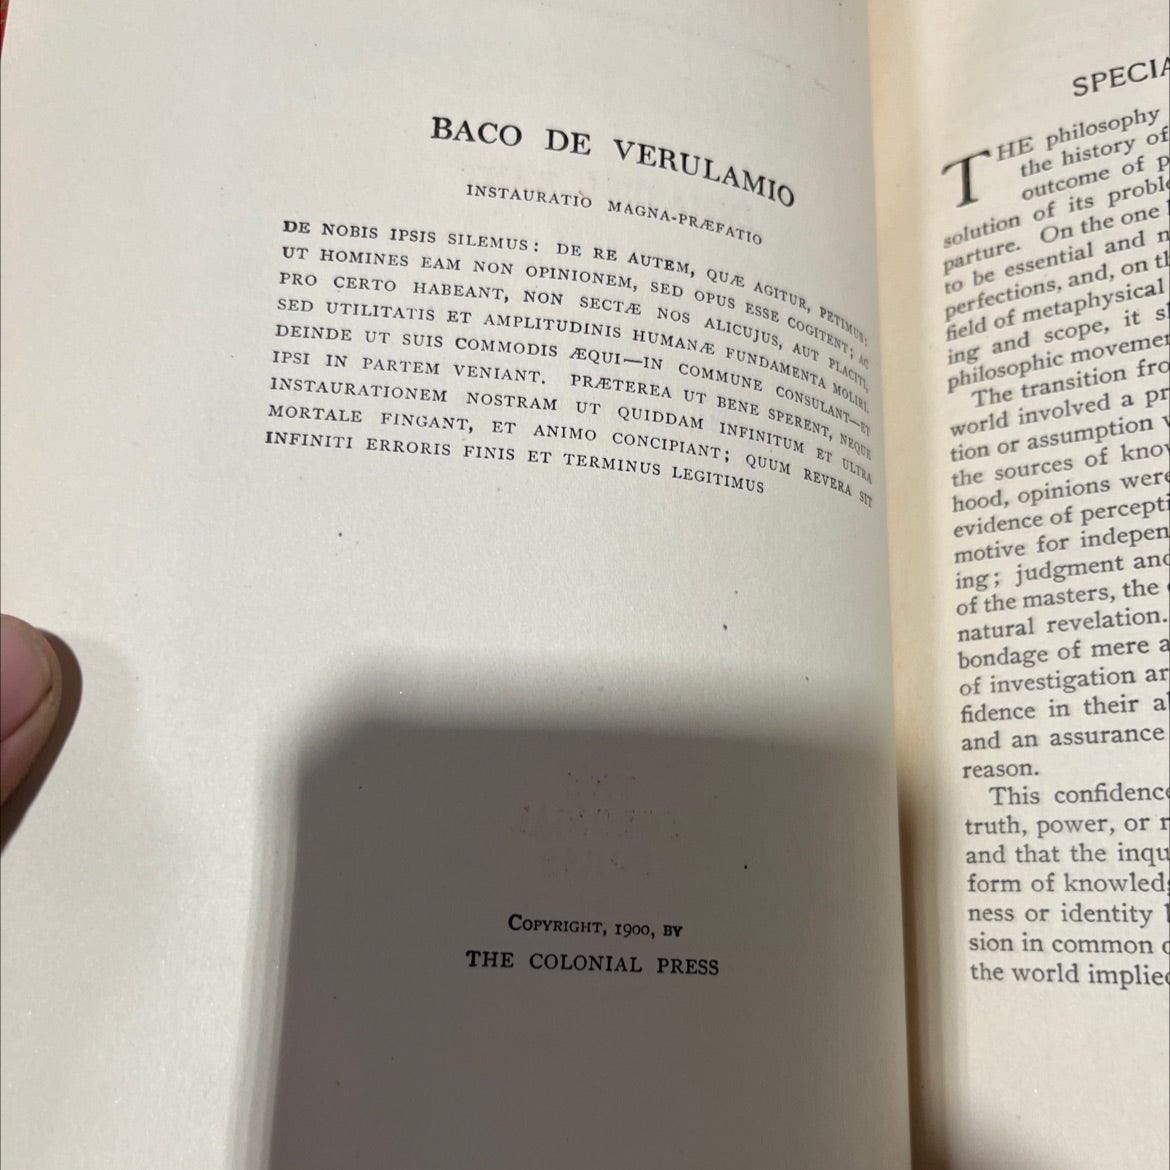 BACO DE VERULAMIO
INSTAURATIO MAGNA-PRÆFATIO
DE NOBIS IPSIS SILEMUS: DE RE AUTEM, QUÆ AGITUR, PETIMUS:
UT HOMINES EAM NON OPINIONEM, SED OPUS ESSE COGITENT; AC
PRO CERTO HABEANT, NON SECTÆ NOS ALICUJUS, AUT PLACITI,
SED UTILITATIS ET AMPLITUDINIS HUMANÆ FUNDAMENTA MOLIRI.
DEINDE UT SUIS COMMODIS ÆQUI—IN COMMUNE CONSULANT—ET
IPSI IN PARTEM VENIANT. PRÆTEREA UT BENE SPERENT, NEQUE
INSTAURATIONEM NOSTRAM UT QUIDDAM INFINITUM ET ULTRA
MORTALE FINGANT, ET ANIMO CONCIPIANT; QUUM REVERA SIT
INFINITI ERRORIS FINIS ET TERMINUS LEGITIMUS
COPYRIGHT, 1900, BY
THE COLONIAL PRESS
SPECIA
THE philosophy
the history of
outcome of p
solution of its proble
parture. On the one
to be essential and n
perfections, and, on th
field of metaphysical
ing and scope, it sh
philosophic movemen
The transition fro
world involved a pr
tion or assumption
the sources of know
hood, opinions were
evidence of percepti
motive for indepen
ing; judgment and
of the masters, the
natural revelation.
bondage of mere a
of investigation ar
fidence in their a
and an assurance
reason.
This confidence
truth, power, or r
and that the inqu
form of knowledg
ness or identity
sion in common
the world implied